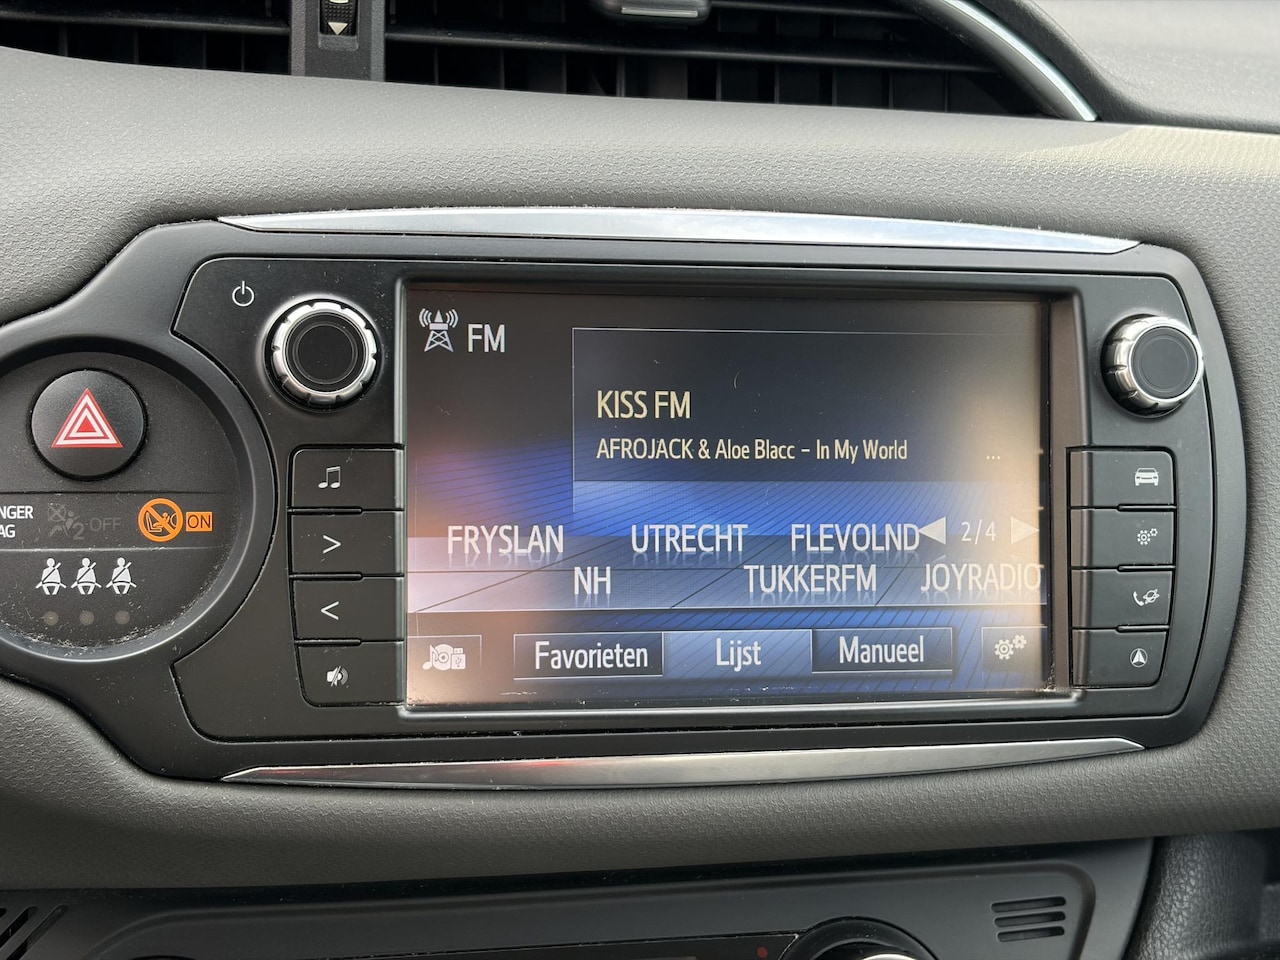 FM
KISS FM
AFROJACK & Aloe Blacc - In My World
...
FRYSLAN UTRECHT FLEVOLND 2/4
NH TUKKERFM JOYRADIO
Favorieten Lijst Manueel
NGER
AG 2-OFF ON